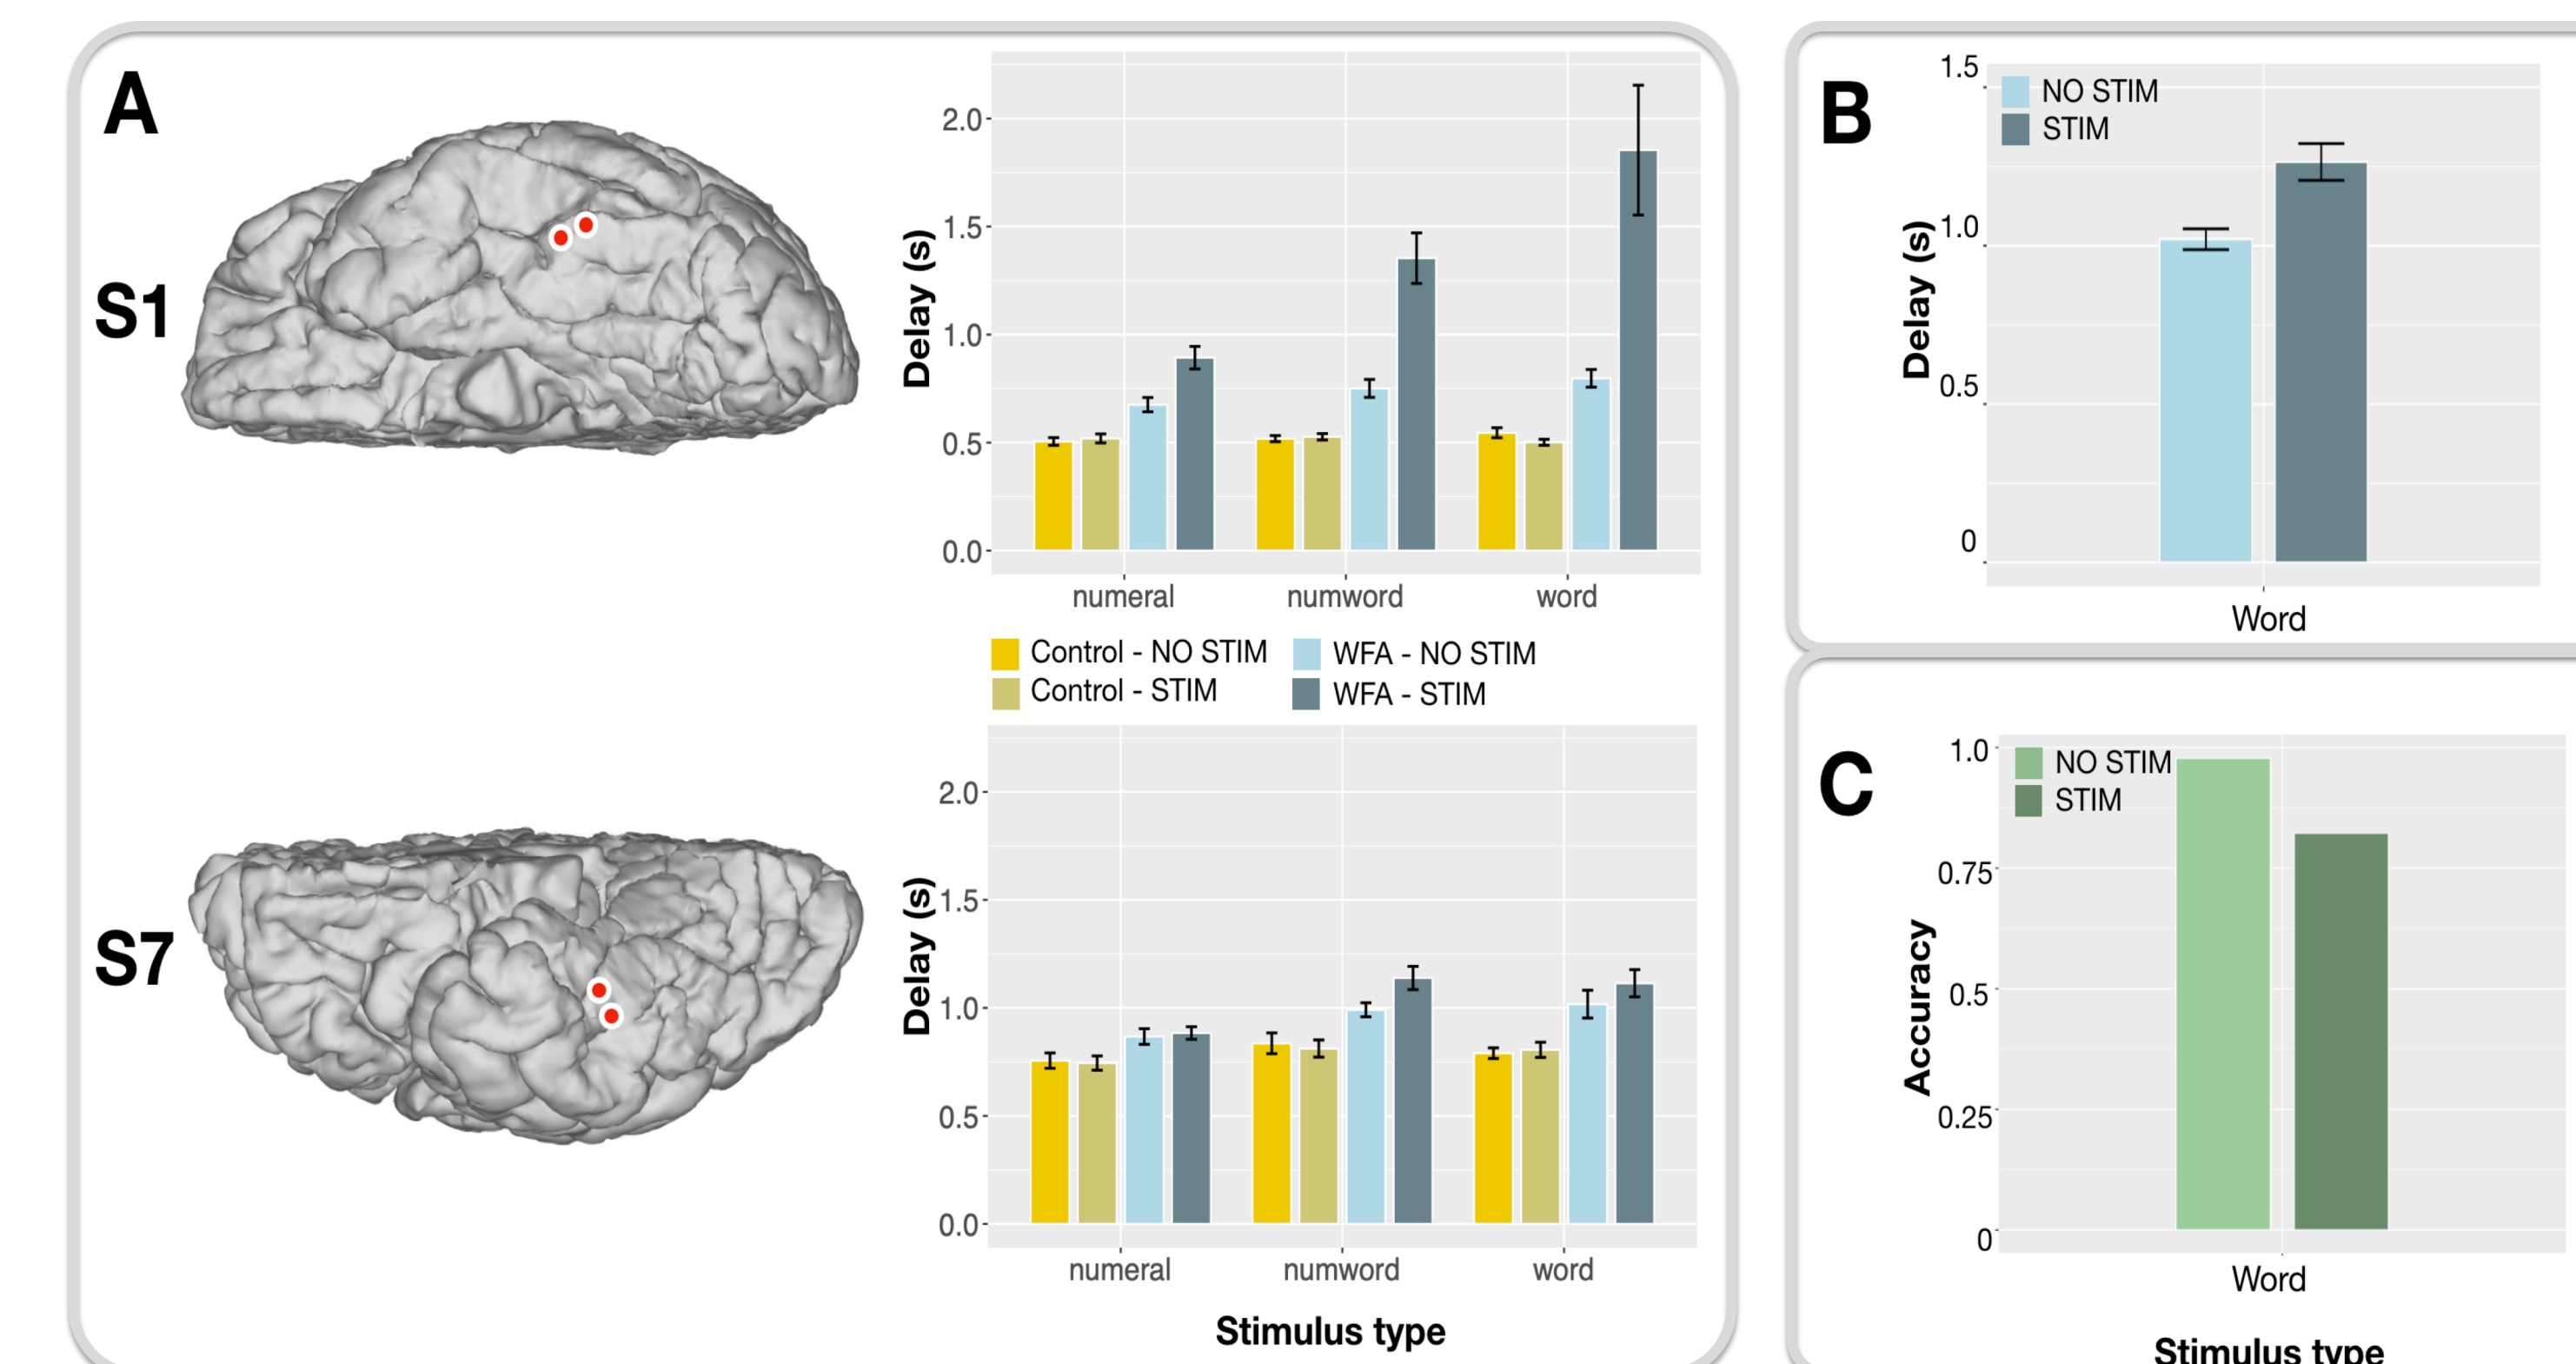 A
S1
Delay (s)
2.0
1.5
1.0
0.5
0.0
numeral numword word
Control - NO STIM WFA - NO STIM
Control - STIM WFA - STIM
S7
Delay (s)
2.0
1.5
1.0
0.5
0.0
numeral numword word
Stimulus type
B
Delay (s)
1.5
1.0
0.5
0
NO STIM
STIM
Word
C
Accuracy
1.0
0.75
0.5
0.25
0
NO STIM
STIM
Word
Stimulus type